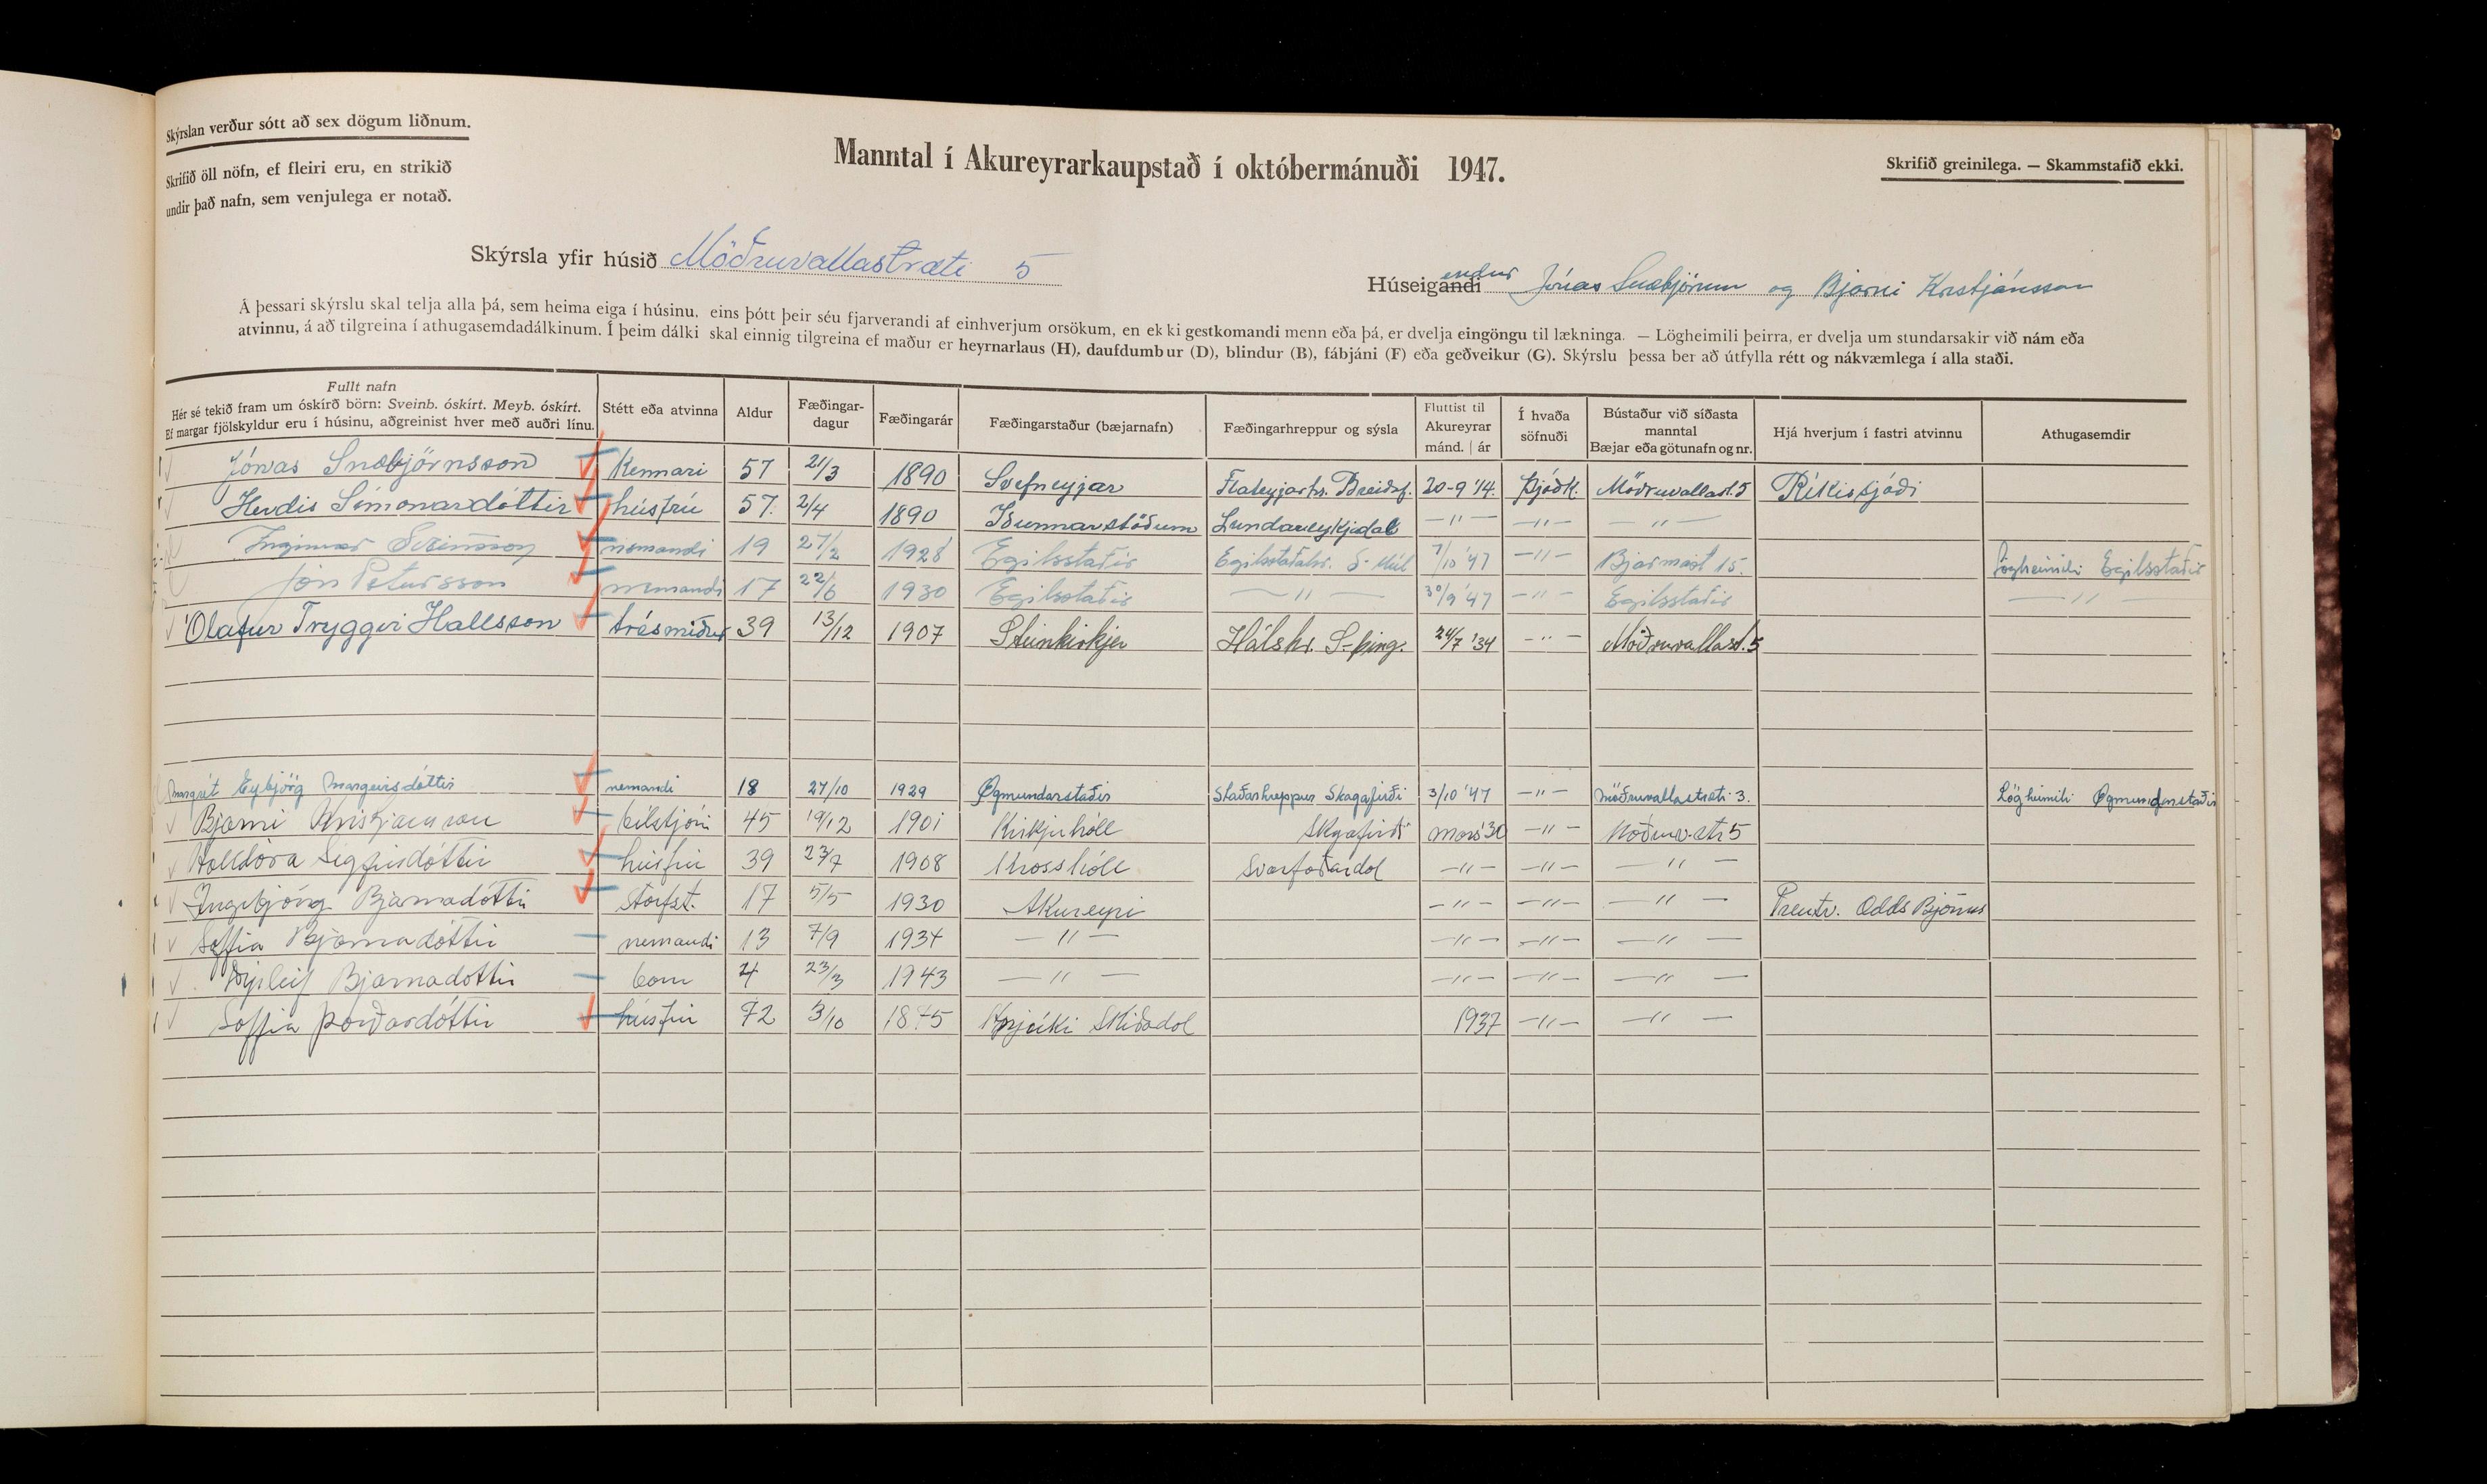 Skýrslan verður sótt að sex dögum liðnum.
Skrifið öll nöfn, ef fleiri eru, en strikið
undir það nafn, sem venjulega er notað.
Manntal í Akureyrarkaupstað í októbermánuði 1947.
Skrifið greinilega. — Skammstafið ekki.
Skýrsla yfir húsið Möðruvallastræti 5
Húseigandi endur Jónas Snæbjörnss og Bjarni Kristjánsson
Á þessari skýrslu skal telja alla þá, sem heima eiga í húsinu, eins þótt þeir séu fjarverandi af einhverjum orsökum, en ekki gestkomandi menn eða þá, er dvelja eingöngu til lækninga. — Lögheimili þeirra, er dvelja um stundarsakir við nám eða
atvinnu, á að tilgreina í athugasemdadálkinum. Í þeim dálki skal einnig tilgreina ef maður er heyrnarlaus (H), daufdumbur (D), blindur (B), fábjáni (F) eða geðveikur (G). Skýrslu þessa ber að útfylla rétt og nákvæmlega í alla staði.
Fullt nafn
Hér sé tekið fram um óskírð börn: Sveinb. óskírt. Meyb. óskírt.
Ef margar fjölskyldur eru í húsinu, aðgreinist hver með auðri línu.
Stétt eða atvinna
Aldur
Fæðingar-
dagur
Fæðingarár
Fæðingarstaður (bæjarnafn)
Fæðingarhreppur og sýsla
Fluttist til
Akureyrar
mánd. | ár
Í hvaða
söfnuði
Bústaður við síðasta
manntal
Bæjar eða götunafn og nr.
Hjá hverjum í fastri atvinnu
Athugasemdir
Jónas Snæbjörnsson Kennari 57 21/3 1890 Svefneyjar Flateyjarhr. Breiðf. 20-9 '14. Þjóðk. Möðruvallast. 5 Ríkissjóði
Herdís Símonardóttir húsfrú 57. 2/4 1890 Iðunnarstöðum Lundareykjadal —"— —"— —"—
Ingimar Sveinsson nemandi 19 27/2 1928 Egilsstaðir Egilsstaðahr. S-Múl 7/10 '47 —"— Bjarmast 15. Lögheimili Egilsstaðir
Jón Pétursson nemandi 17 22/6 1930 Egilsstaðir —"— 30/9 '47 —"— Egilsstaðir —"—
Ólafur Tryggvi Hallsson trésmiður 39 13/12 1907 Steinkirkju Hálshr. S-Þing. 24/7 '34 —"— Möðruvallast. 5
Margrét Eybjörg Margeirsdóttir nemandi 18 27/10 1929 Ögmundarstaðir Staðarhreppur Skagafirði 3/10 '47 —"— Möðruvallastræti 3. Lögheimili Ögmundarstaðir
Bjarni Kristjánsson bílstjóri 45 19/12 1901 Kirkjuhóll Skgafirði mars '30 —"— Möðruv.str 5
Halldóra Sigfúsdóttir húsfrú 39 27/7 1908 Krosshóll Svarfaðardal —"— —"— —"—
Ingibjörg Bjarnadóttir Starfst. 17 5/5 1930 Akureyri —"— —"— —"— Prentv. Odds Björnss
Soffía Bjarnadóttir nemandi 13 7/9 1934 —"— —"— —"— —"—
Bjarnadóttir barn 4 23/3 1943 —"— —"— —"— —"—
Soffía Þórðardóttir húsfrú 72 3/10 1875 Skíðadal 1937 —"— —"—